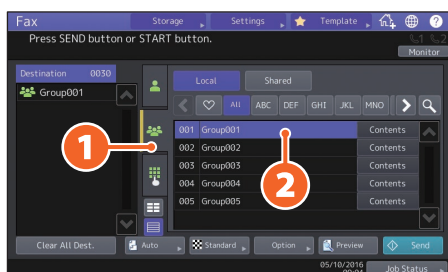 Fax Storage Settings Template
Press SEND button or START button.
1 2
Monitor
Destination 0030
Local Shared
Group001
All ABC DEF GHI JKL MNO
001 Group001 Contents
002 Group002 Contents
003 Group003 Contents
004 Group004 Contents
005 Group005 Contents
1
2
Clear All Dest. Auto Standard Option Preview Send
05/10/2016
Job Status